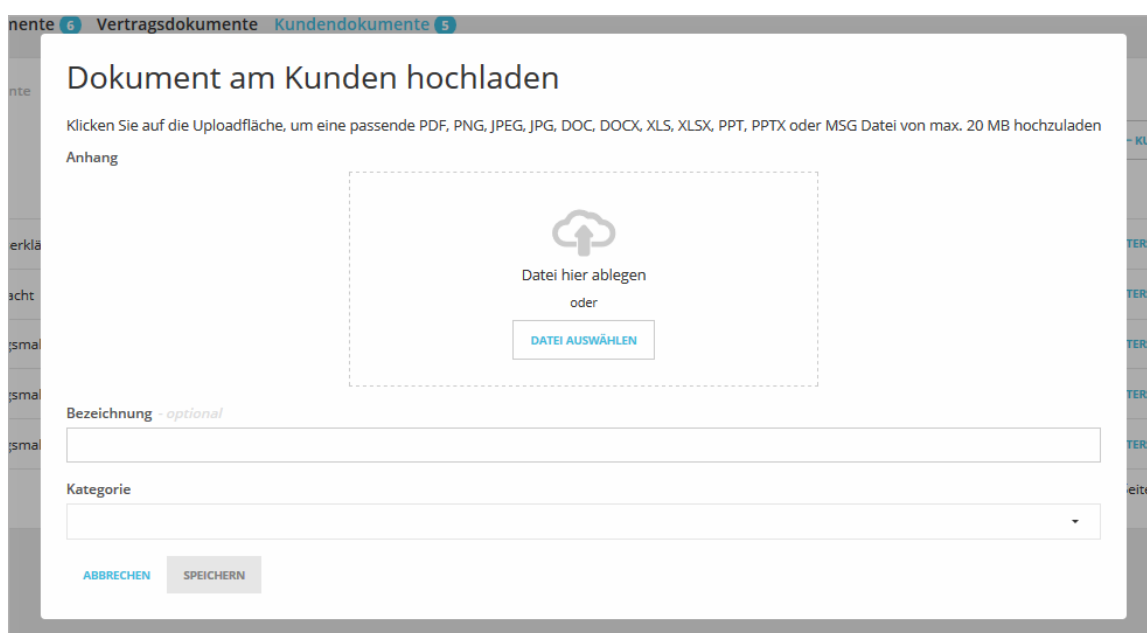 6 Vertragsdokumente Kundendokumente 5
Dokument am Kunden hochladen
Klicken Sie auf die Uploadfläche, um eine passende PDF, PNG, JPEG, JPG, DOC, DOCX, XLS, XLSX, PPT, PPTX oder MSG Datei von max. 20 MB hochzuladen
Anhang
Datei hier ablegen
oder
DATEI AUSWÄHLEN
Bezeichnung - optional
Kategorie
ABBRECHEN SPEICHERN